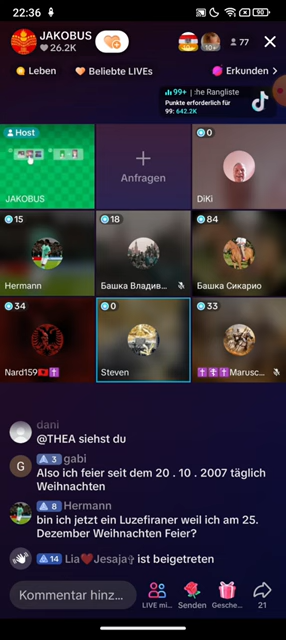 22:36
90
JAKOBUS
26.2K
10+
77
Leben
Beliebte LIVEs
Erkunden
99+ | :he Rangliste
Punkte erforderlich für
99: 642.2K
Host
JAKOBUS
Anfragen
0
DiKi
15
Hermann
18
Башка Владив...
84
Башка Сикарио
34
Nard159
0
Steven
33
Marusc...
dani
@THEA siehst du
G
3 gabi
Also ich feier seit dem 20 . 10 . 2007 täglich
Weihnachten
8 Hermann
bin ich jetzt ein Luzefiraner weil ich am 25.
Dezember Weihnachten Feier?
14 Lia❤️Jesaja✞ ist beigetreten
Kommentar hinz...
LIVE mi...
Senden
Gesche...
21